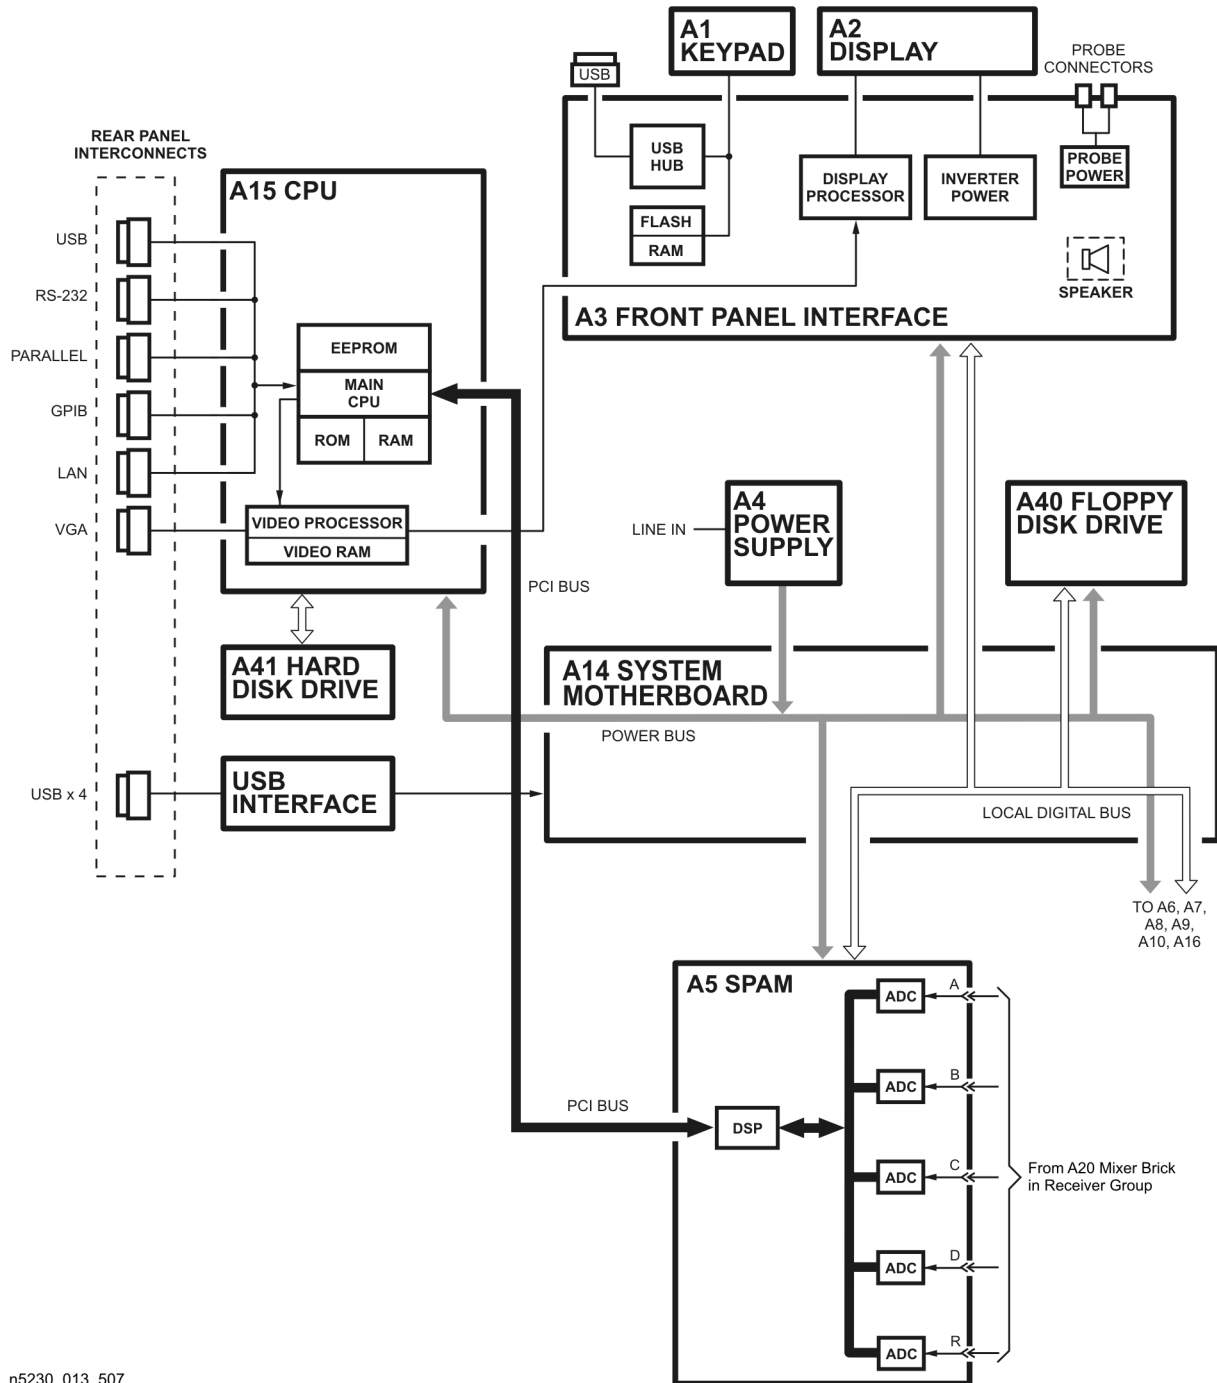 A1
KEYPAD
A2
DISPLAY
PROBE
CONNECTORS
USB
USB
HUB
FLASH
RAM
DISPLAY
PROCESSOR
INVERTER
POWER
PROBE
POWER
SPEAKER
A3 FRONT PANEL INTERFACE
REAR PANEL
INTERCONNECTS
USB
RS-232
PARALLEL
GPIB
LAN
VGA
A15 CPU
EEPROM
MAIN
CPU
ROM
RAM
VIDEO PROCESSOR
VIDEO RAM
PCI BUS
LINE IN
A4
POWER
SUPPLY
A40 FLOPPY
DISK DRIVE
A41 HARD
DISK DRIVE
A14 SYSTEM
MOTHERBOARD
POWER BUS
USB x 4
USB
INTERFACE
LOCAL DIGITAL BUS
TO A6, A7,
A8, A9,
A10, A16
A5 SPAM
PCI BUS
DSP
ADC
A
ADC
B
ADC
C
ADC
D
ADC
R
From A20 Mixer Brick
in Receiver Group
n5230_013_507